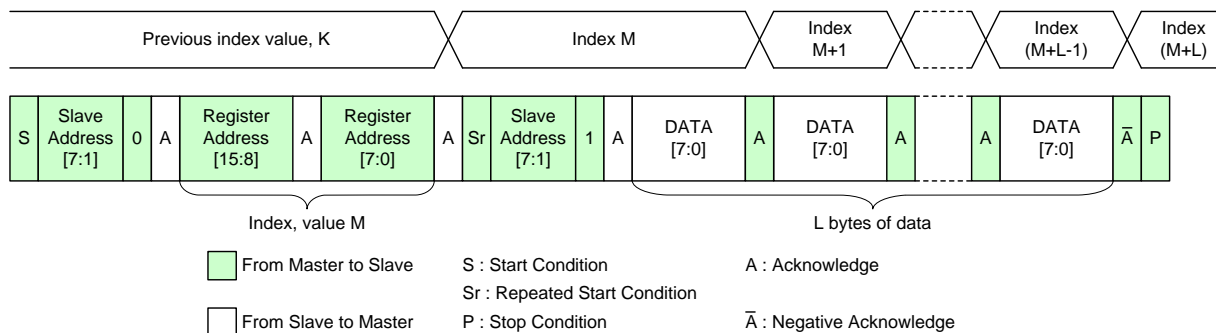 Previous index value, K
Index M
Index
M+1
Index
(M+L-1)
Index
(M+L)
S
Slave
Address
[7:1]
0
A
Register
Address
[15:8]
A
Register
Address
[7:0]
A
Sr
Slave
Address
[7:1]
1
A
DATA
[7:0]
A
DATA
[7:0]
A
A
DATA
[7:0]
A̅
P
Index, value M
L bytes of data
From Master to Slave
S : Start Condition
A : Acknowledge
Sr : Repeated Start Condition
From Slave to Master
P : Stop Condition
A̅ : Negative Acknowledge